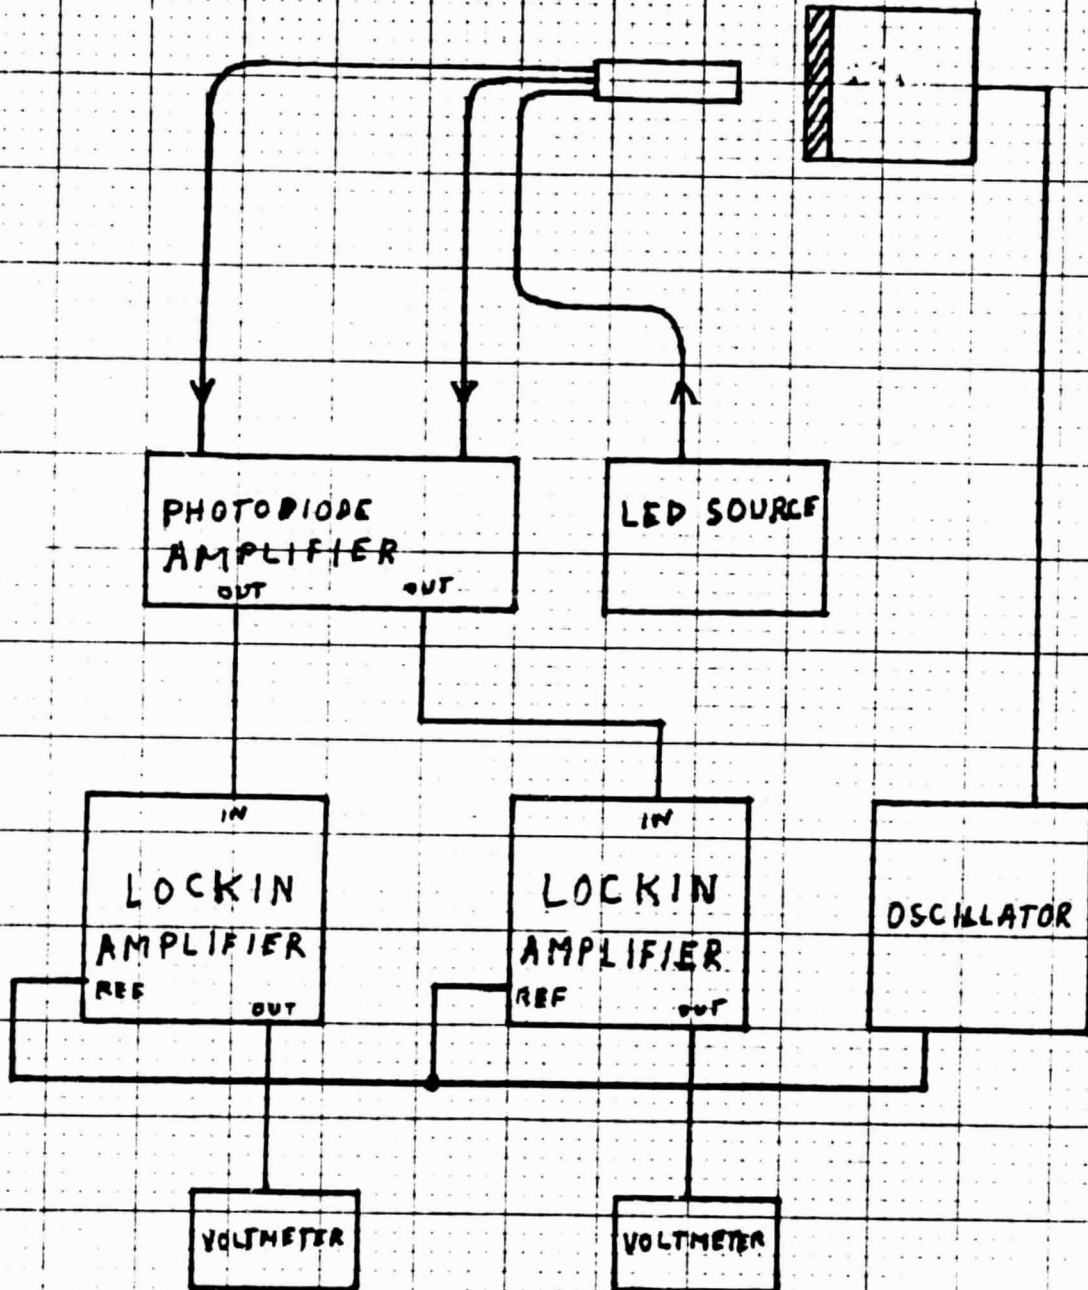 PHOTODIODE
AMPLIFIER
OUT OUT
LED SOURCE
IN
LOCKIN
AMPLIFIER
REF
OUT
IN
LOCKIN
AMPLIFIER
REF
OUT
OSCILLATOR
VOLTMETER
VOLTMETER